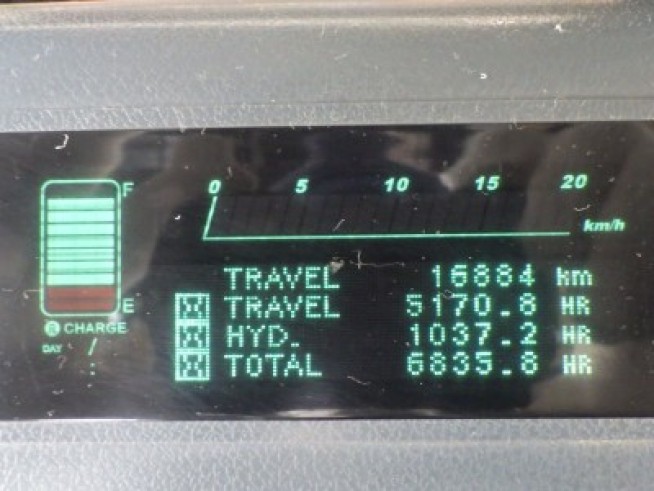 F
0 5 10 15 20
km/h
TRAVEL 16884 km
TRAVEL 5170.8 HR
E
HYD. 1037.2 HR
CHARGE
DAY /
:
TOTAL 6835.8 HR